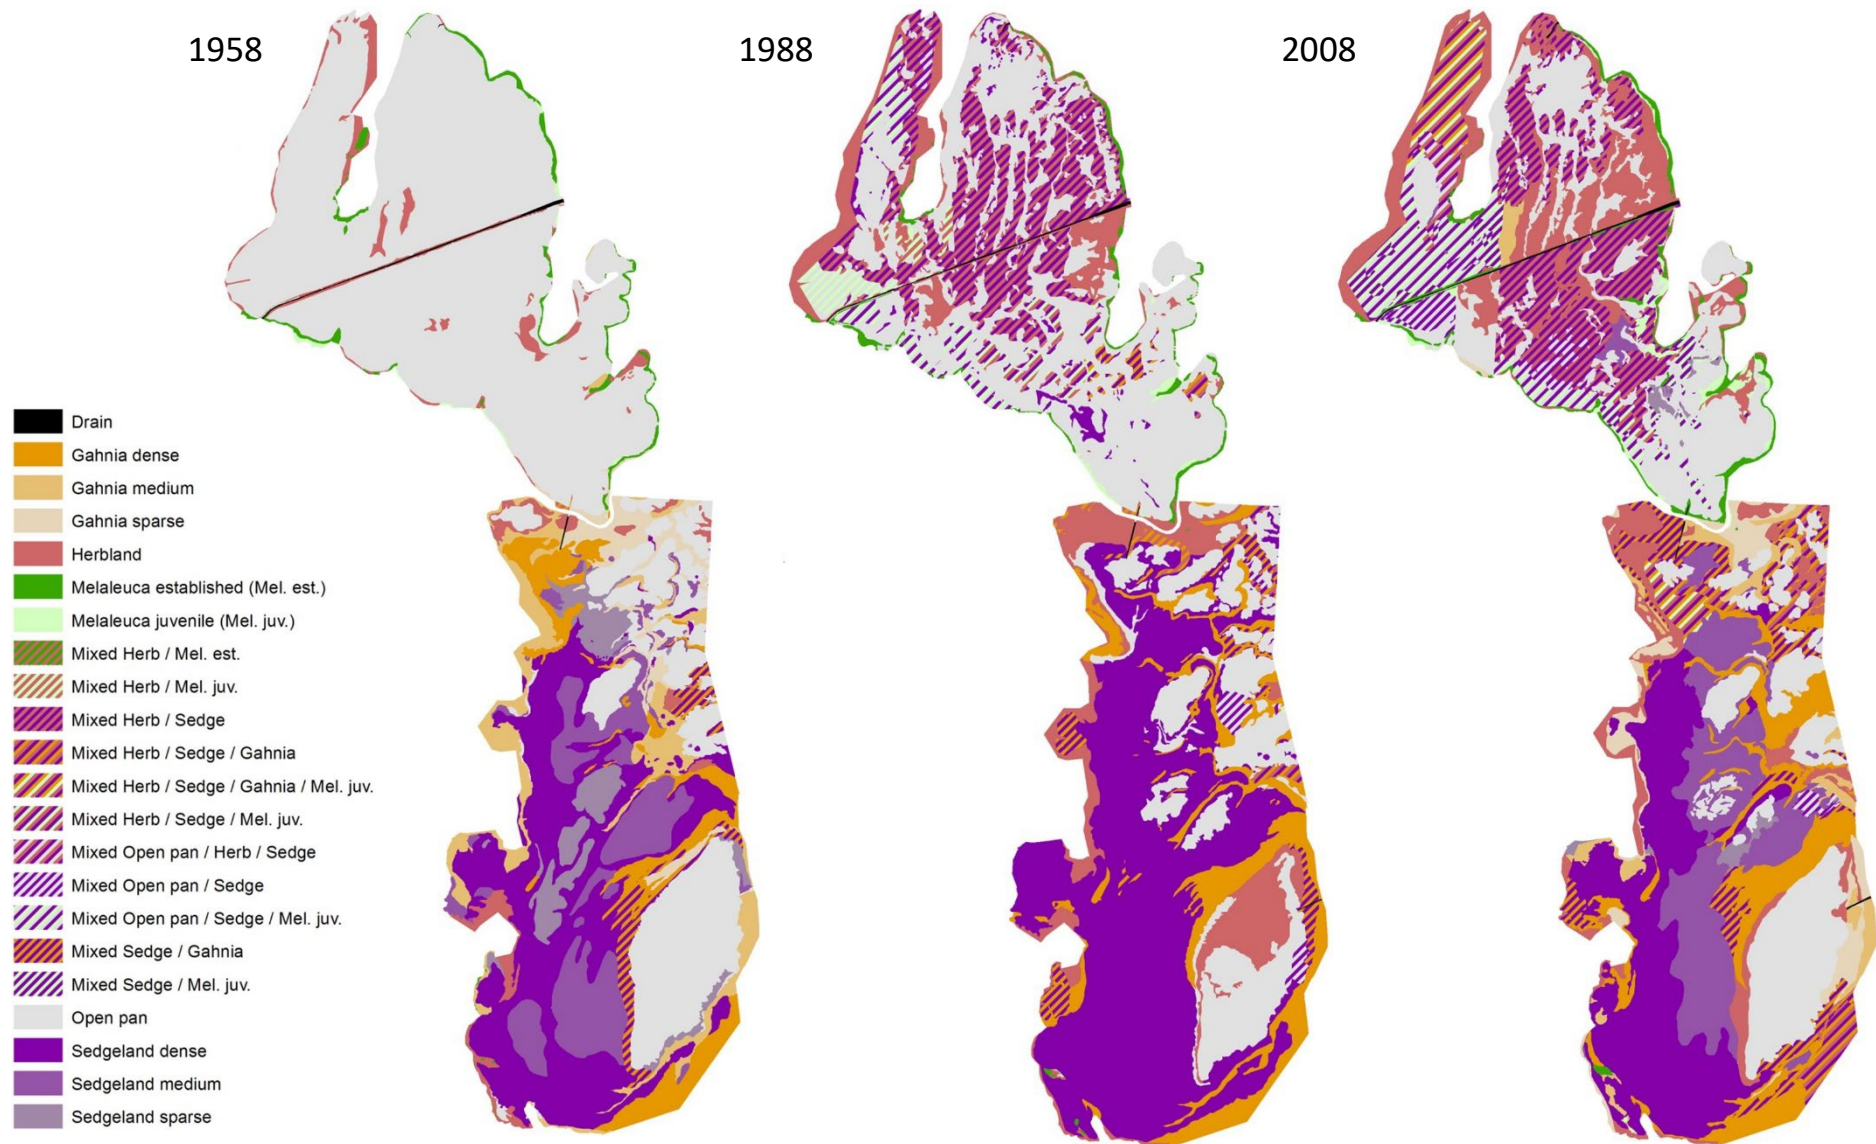 1958
1988
2008
Drain
Gahnia dense
Gahnia medium
Gahnia sparse
Herbland
Melaleuca established (Mel. est.)
Melaleuca juvenile (Mel. juv.)
Mixed Herb / Mel. est.
Mixed Herb / Mel. juv.
Mixed Herb / Sedge
Mixed Herb / Sedge / Gahnia
Mixed Herb / Sedge / Gahnia / Mel. juv.
Mixed Herb / Sedge / Mel. juv.
Mixed Open pan / Herb / Sedge
Mixed Open pan / Sedge
Mixed Open pan / Sedge / Mel. juv.
Mixed Sedge / Gahnia
Mixed Sedge / Mel. juv.
Open pan
Sedgeland dense
Sedgeland medium
Sedgeland sparse